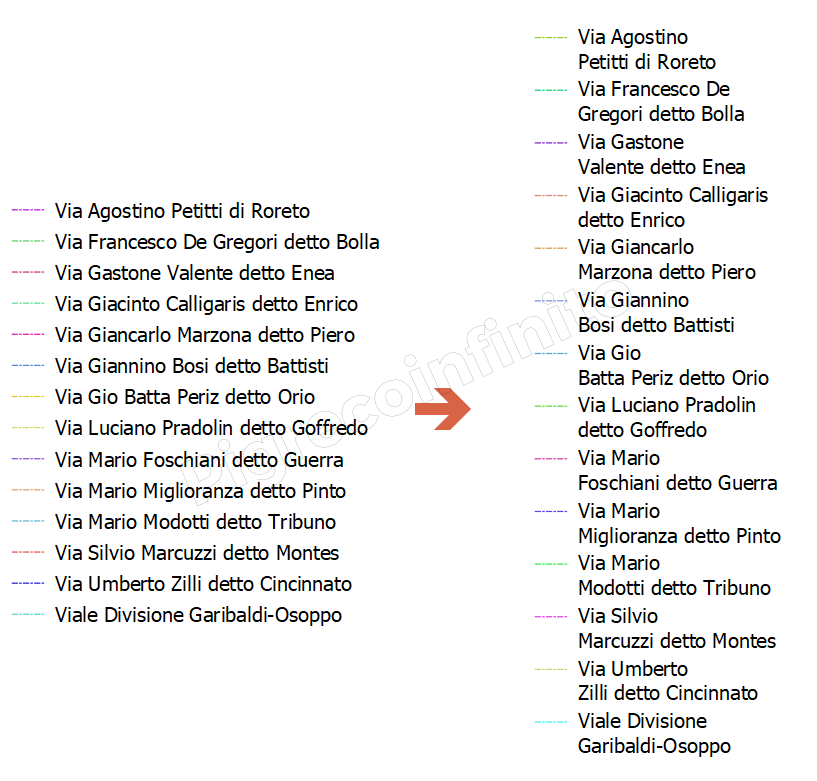 Via Agostino Petitti di Roreto
Via Francesco De Gregori detto Bolla
Via Gastone Valente detto Enea
Via Giacinto Calligaris detto Enrico
Via Giancarlo Marzona detto Piero
Via Giannino Bosi detto Battisti
Via Gio Batta Periz detto Orio
Via Luciano Pradolin detto Goffredo
Via Mario Foschiani detto Guerra
Via Mario Miglioranza detto Pinto
Via Mario Modotti detto Tribuno
Via Silvio Marcuzzi detto Montes
Via Umberto Zilli detto Cincinnato
Viale Divisione Garibaldi-Osoppo
Via Agostino
Petitti di Roreto
Via Francesco De
Gregori detto Bolla
Via Gastone
Valente detto Enea
Via Giacinto Calligaris
detto Enrico
Via Giancarlo
Marzona detto Piero
Via Giannino
Bosi detto Battisti
Via Gio
Batta Periz detto Orio
Via Luciano Pradolin
detto Goffredo
Via Mario
Foschiani detto Guerra
Via Mario
Miglioranza detto Pinto
Via Mario
Modotti detto Tribuno
Via Silvio
Marcuzzi detto Montes
Via Umberto
Zilli detto Cincinnato
Viale Divisione
Garibaldi-Osoppo
Pigrecoinfinito